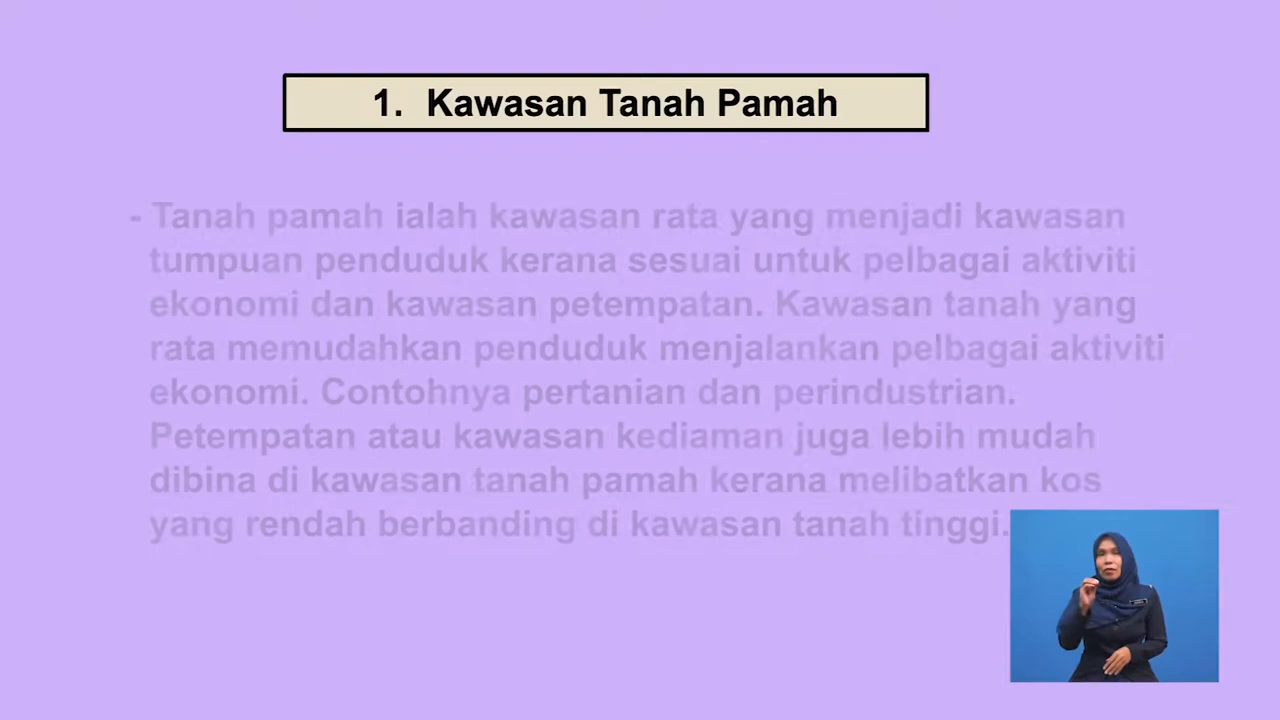 1. Kawasan Tanah Pamah
- Tanah pamah ialah kawasan rata yang menjadi kawasan
tumpuan penduduk kerana sesuai untuk pelbagai aktiviti
ekonomi dan kawasan petempatan. Kawasan tanah yang
rata memudahkan penduduk menjalankan pelbagai aktiviti
ekonomi. Contohnya pertanian dan perindustrian.
Petempatan atau kawasan kediaman juga lebih mudah
dibina di kawasan tanah pamah kerana melibatkan kos
yang rendah berbanding di kawasan tanah tinggi.